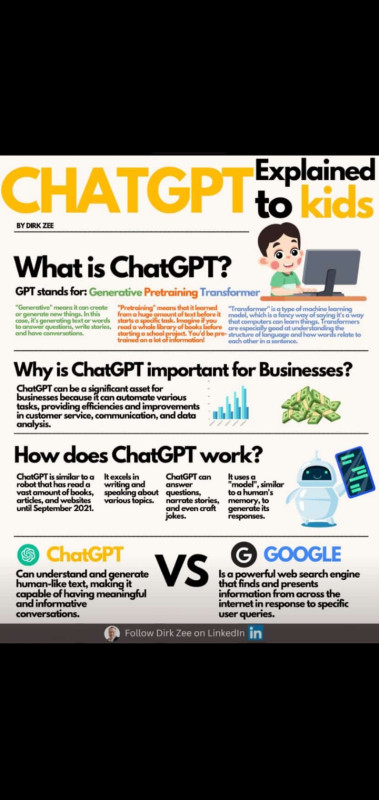 CHATGPT Explained
to kids
BY DIRK ZEE
What is ChatGPT?
GPT stands for: Generative Pretraining Transformer
"Generative" means it can create
or generate new things. In this
case, it's generating text or words
to answer questions, write stories,
and have conversations.
"Pretraining" means that it learned
from a huge amount of text before it
starts a specific task. Imagine if you
read a whole library of books before
starting a school project. You'd be pre-
trained on a lot of information!
"Transformer" is a type of machine learning
model, which is a fancy way of saying it's a way
that computers can learn things. Transformers
are especially good at understanding the
structure of language and how words relate to
each other in a sentence.
Why is ChatGPT important for Businesses?
ChatGPT can be a significant asset for
businesses because it can automate various
tasks, providing efficiencies and improvements
in customer service, communication, and data
analysis.
How does ChatGPT work?
ChatGPT is similar to a
robot that has read a
vast amount of books,
articles, and websites
until September 2021.
It excels in
writing and
speaking about
various topics.
ChatGPT can
answer
questions,
narrate stories,
and even craft
jokes.
It uses a
"model", similar
to a human's
memory, to
generate its
responses.
ChatGPT
Can understand and generate
human-like text, making it
capable of having meaningful
and informative
conversations.
VS
G GOOGLE
Is a powerful web search engine
that finds and presents
information from across the
internet in response to specific
user queries.
Follow Dirk Zee on LinkedIn in